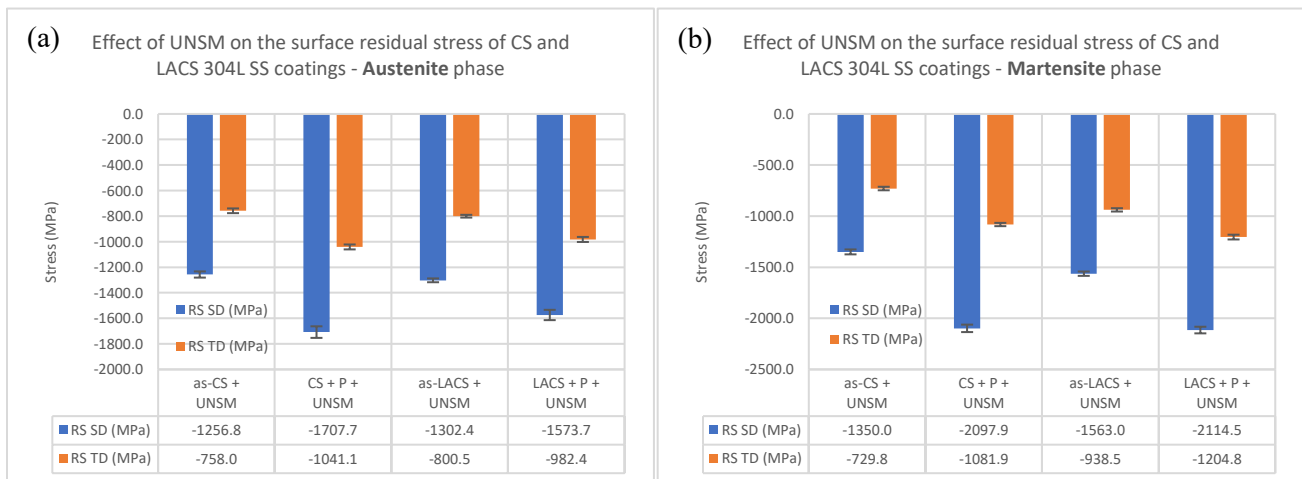 (a)
Effect of UNSM on the surface residual stress of CS and
LACS 304L SS coatings - Austenite phase
0.0
-200.0
-400.0
-600.0
-800.0
-1000.0
-1200.0
-1400.0
-1600.0
-1800.0
-2000.0
Stress (MPa)
RS SD (MPa)
RS TD (MPa)
as-CS + CS + P + as-LACS + LACS + P +
UNSM UNSM UNSM UNSM
RS SD (MPa) -1256.8 -1707.7 -1302.4 -1573.7
RS TD (MPa) -758.0 -1041.1 -800.5 -982.4
(b)
Effect of UNSM on the surface residual stress of CS and
LACS 304L SS coatings - Martensite phase
0.0
-500.0
-1000.0
-1500.0
-2000.0
-2500.0
Stress (MPa)
RS SD (MPa)
RS TD (MPa)
as-CS + CS + P + as-LACS + LACS + P +
UNSM UNSM UNSM UNSM
RS SD (MPa) -1350.0 -2097.9 -1563.0 -2114.5
RS TD (MPa) -729.8 -1081.9 -938.5 -1204.8